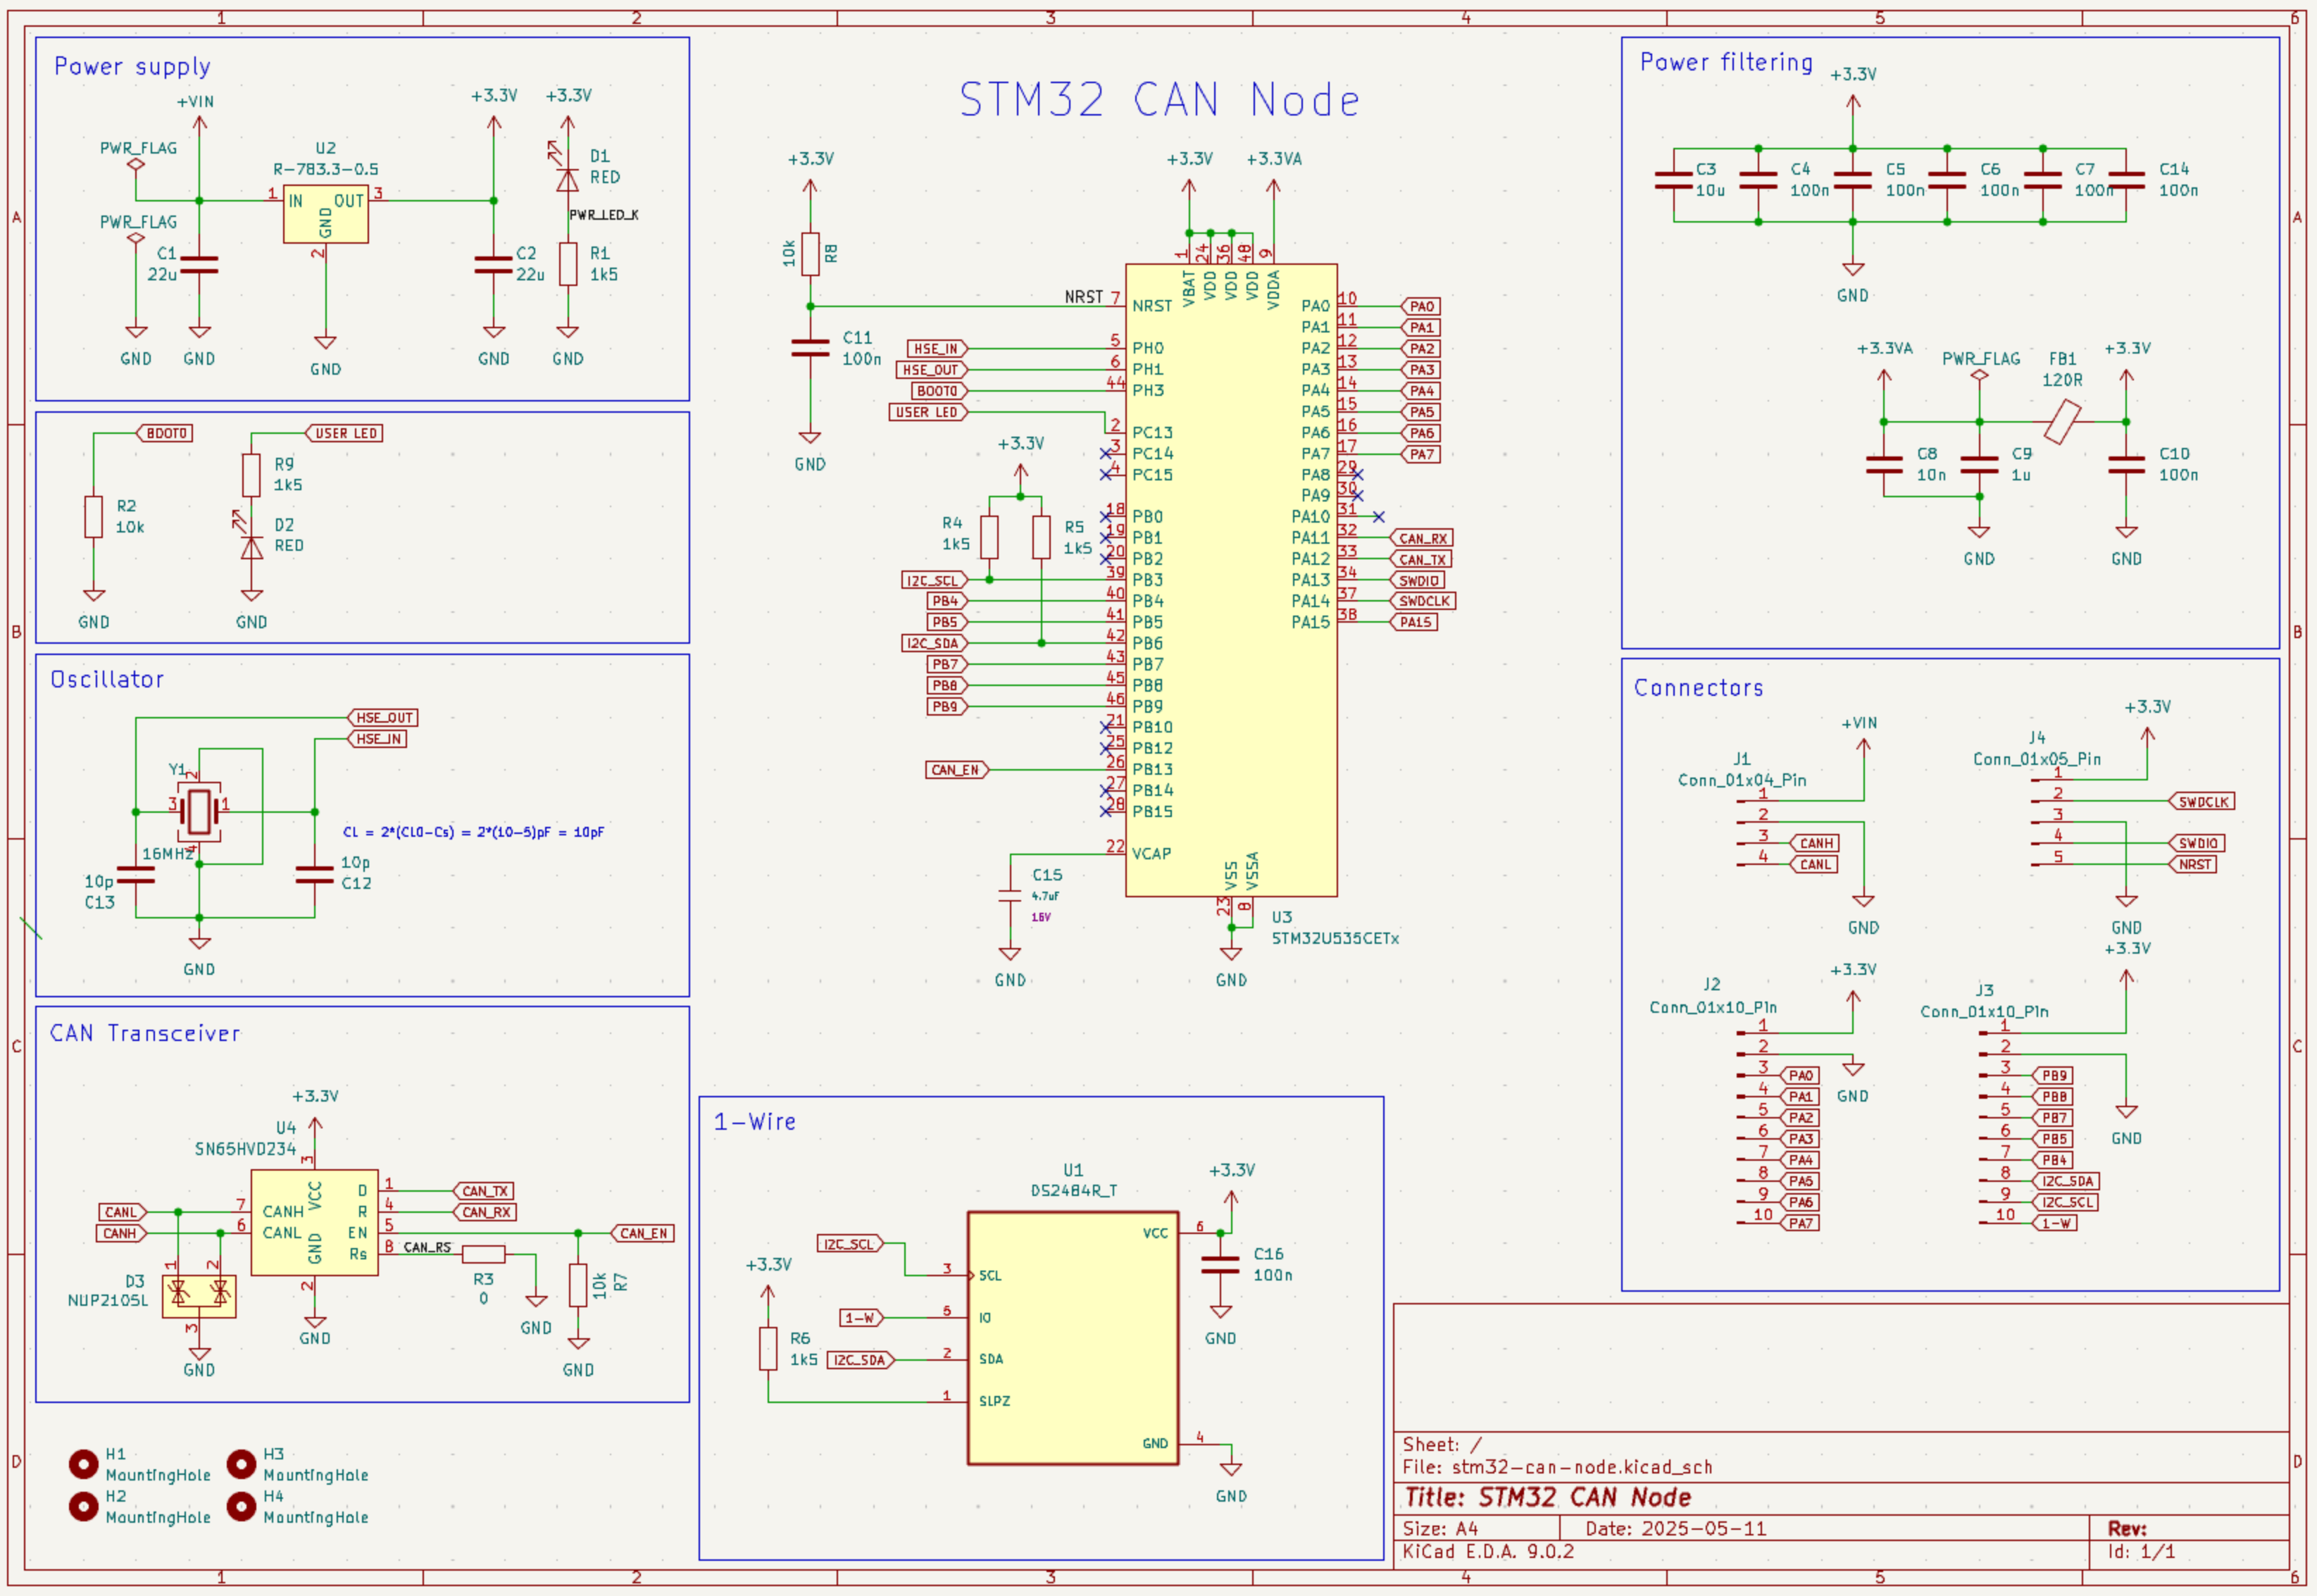 1 2 3 4 5 6
A
B
C
D
Power supply
+VIN
PWR_FLAG
PWR_FLAG
C1
22u
GND
GND
U2
R-783.3-0.5
1 IN
OUT 3
GND
2
GND
+3.3V
C2
22u
GND
+3.3V
D1
RED
PWR_LED_K
R1
1k5
GND
BOOT0
R2
10k
GND
USER LED
R9
1k5
D2
RED
GND
Oscillator
HSE_OUT
HSE_IN
Y1
2
3
1
4
16MHz
10p
C13
10p
C12
GND
CL = 2*(CL0-Cs) = 2*(10-5)pF = 10pF
CAN Transceiver
+3.3V
U4
SN65HVD234
3
VCC
CANL
7 CANH
CANH
6 CANL
GND
2
GND
D 1 CAN_TX
R 4 CAN_RX
EN 5 CAN_EN
Rs 8 CAN_RS
R3
0
GND
10k
R7
GND
D3
NUP2105L
1
2
3
GND
H1
MountingHole
H2
MountingHole
H3
MountingHole
H4
MountingHole
STM32 CAN Node
+3.3V
10k
R8
C11
100n
GND
+3.3V
+3.3VA
1 24 36 48 9
VBAT VDD VDD VDD VDDA
NRST 7 NRST
HSE_IN 5 PH0
HSE_OUT 6 PH1
BOOT0 44 PH3
USER LED 2 PC13
3 PC14
4 PC15
+3.3V
R4
1k5
R5
1k5
18 PB0
19 PB1
20 PB2
I2C_SCL 39 PB3
PB4 40 PB4
PB5 41 PB5
I2C_SDA 42 PB6
PB7 43 PB7
PB8 45 PB8
PB9 46 PB9
21 PB10
25 PB12
CAN_EN 26 PB13
27 PB14
28 PB15
22 VCAP
C15
4.7uF
16V
GND
PA0 10 PA0
PA1 11 PA1
PA2 12 PA2
PA3 13 PA3
PA4 14 PA4
PA5 15 PA5
PA6 16 PA6
PA7 17 PA7
PA8 29
PA9 30
PA10 31
PA11 32 CAN_RX
PA12 33 CAN_TX
PA13 34 SWDIO
PA14 37 SWDCLK
PA15 38 PA15
VSS VSSA
23 8
GND
U3
STM32U535CETx
1-Wire
U1
DS2484R_T
+3.3V
R6
1k5
I2C_SCL
3 SCL
1-W
5 IO
I2C_SDA
2 SDA
1 SLPZ
VCC 6
+3.3V
C16
100n
GND
GND 4
GND
Power filtering
+3.3V
C3
10u
C4
100n
C5
100n
C6
100n
C7
100n
C14
100n
GND
+3.3VA
PWR_FLAG
FB1
120R
+3.3V
C8
10n
C9
1u
C10
100n
GND
GND
Connectors
+VIN
J1
Conn_01x04_Pin
1
2
3 CANH
4 CANL
GND
+3.3V
J4
Conn_01x05_Pin
1
2 SWDCLK
3
4 SWDIO
5 NRST
GND
+3.3V
J2
Conn_01x10_Pin
1
2
3 PA0
4 PA1
5 PA2
6 PA3
7 PA4
8 PA5
9 PA6
10 PA7
GND
+3.3V
J3
Conn_01x10_Pin
1
2
3 PB9
4 PB8
5 PB7
6 PB5
7 PB4
8 I2C_SDA
9 I2C_SCL
10 1-W
GND
Sheet: /
File: stm32-can-node.kicad_sch
Title: STM32 CAN Node
Size: A4 Date: 2025-05-11 Rev:
KiCad E.D.A. 9.0.2 Id: 1/1
A
B
C
D
1 2 3 4 5 6